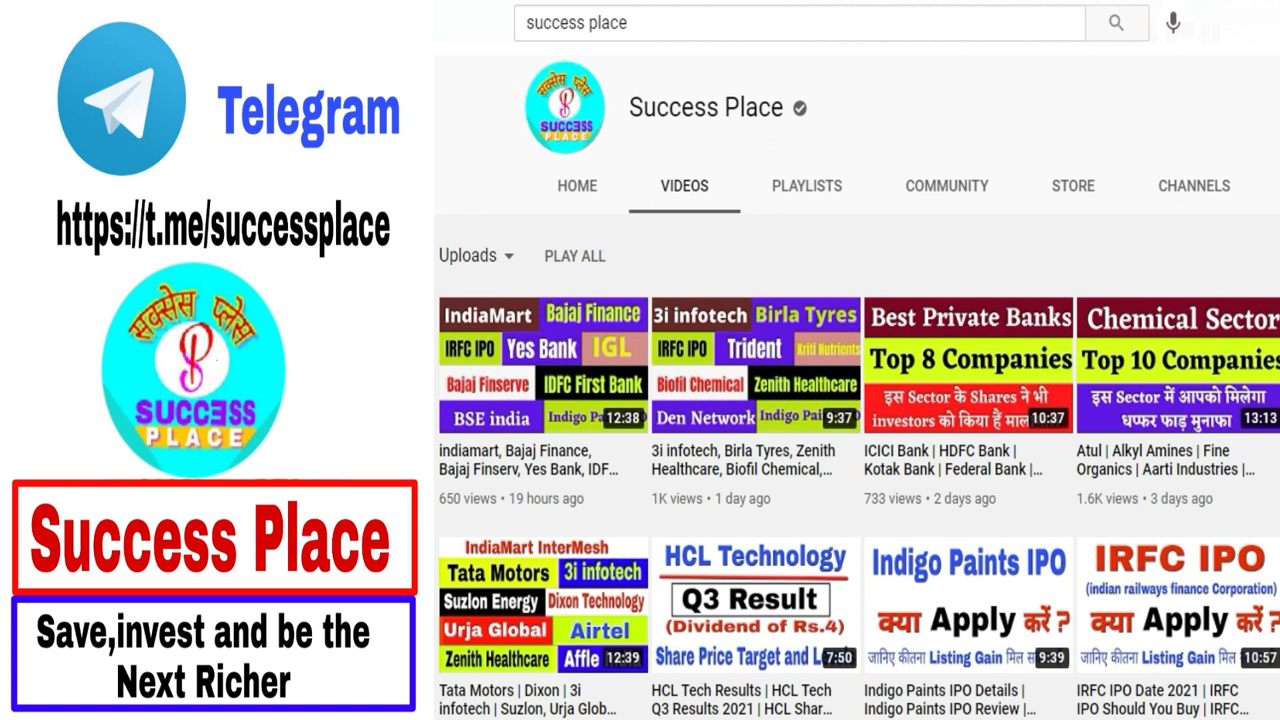 Telegram
https://t.me/successplace
सक्सेस प्लेस
SUCCESS
PLACE
Success Place
Save,invest and be the
Next Richer
success place
सक्सेस प्लेस
SUCCESS
PLACE
Success Place
HOME VIDEOS PLAYLISTS COMMUNITY STORE CHANNELS
Uploads PLAY ALL
IndiaMart Bajaj Finance
IRFC IPO Yes Bank IGL
Bajaj Finserve IDFC First Bank
BSE india Indigo Pa 12:38
indiamart, Bajaj Finance,
Bajaj Finserv, Yes Bank, IDF...
650 views • 19 hours ago
3i infotech Birla Tyres
IRFC IPO Trident Kriti Nutrients
Biofil Chemical Zenith Healthcare
Den Network Indigo Pai 9:37
3i infotech, Birla Tyres, Zenith
Healthcare, Biofil Chemical,...
1K views • 1 day ago
Best Private Banks
Top 8 Companies
इस Sector के Shares ने भी
investors को किया हैं माल 10:37
ICICI Bank | HDFC Bank |
Kotak Bank | Federal Bank |...
733 views • 2 days ago
Chemical Sector
Top 10 Companies
इस Sector में आपको मिलेगा
धप्फर फाड़ मुनाफा 13:13
Atul | Alkyl Amines | Fine
Organics | Aarti Industries |...
1.6K views • 3 days ago
IndiaMart InterMesh
Tata Motors 3i infotech
Suzlon Energy Dixon Technology
Urja Global Airtel
Zenith Healthcare Affle 12:39
Tata Motors | Dixon | 3i
infotech | Suzlon, Urja Glob...
HCL Technology
Q3 Result
(Dividend of Rs.4)
Share Price Target and L 7:50
HCL Tech Results | HCL Tech
Q3 Results 2021 | HCL Shar...
Indigo Paints IPO
क्या Apply करें ?
जानिए कीतना Listing Gain मिल स 9:39
Indigo Paints IPO Details |
Indigo Paints IPO Review |...
IRFC IPO
(indian railways finance Corporation)
क्या Apply करें ?
जानिए कीतना Listing Gain मिल 10:57
IRFC IPO Date 2021 | IRFC
IPO Should You Buy | IRFC...